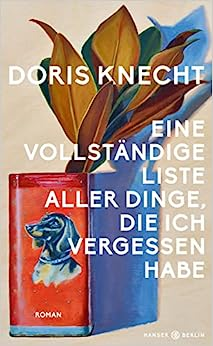 DORIS KNECHT
EINE
VOLLSTÄNDIGE
LISTE
ALLER DINGE,
DIE ICH
VERGESSEN
HABE
ROMAN
HANSER BERLIN